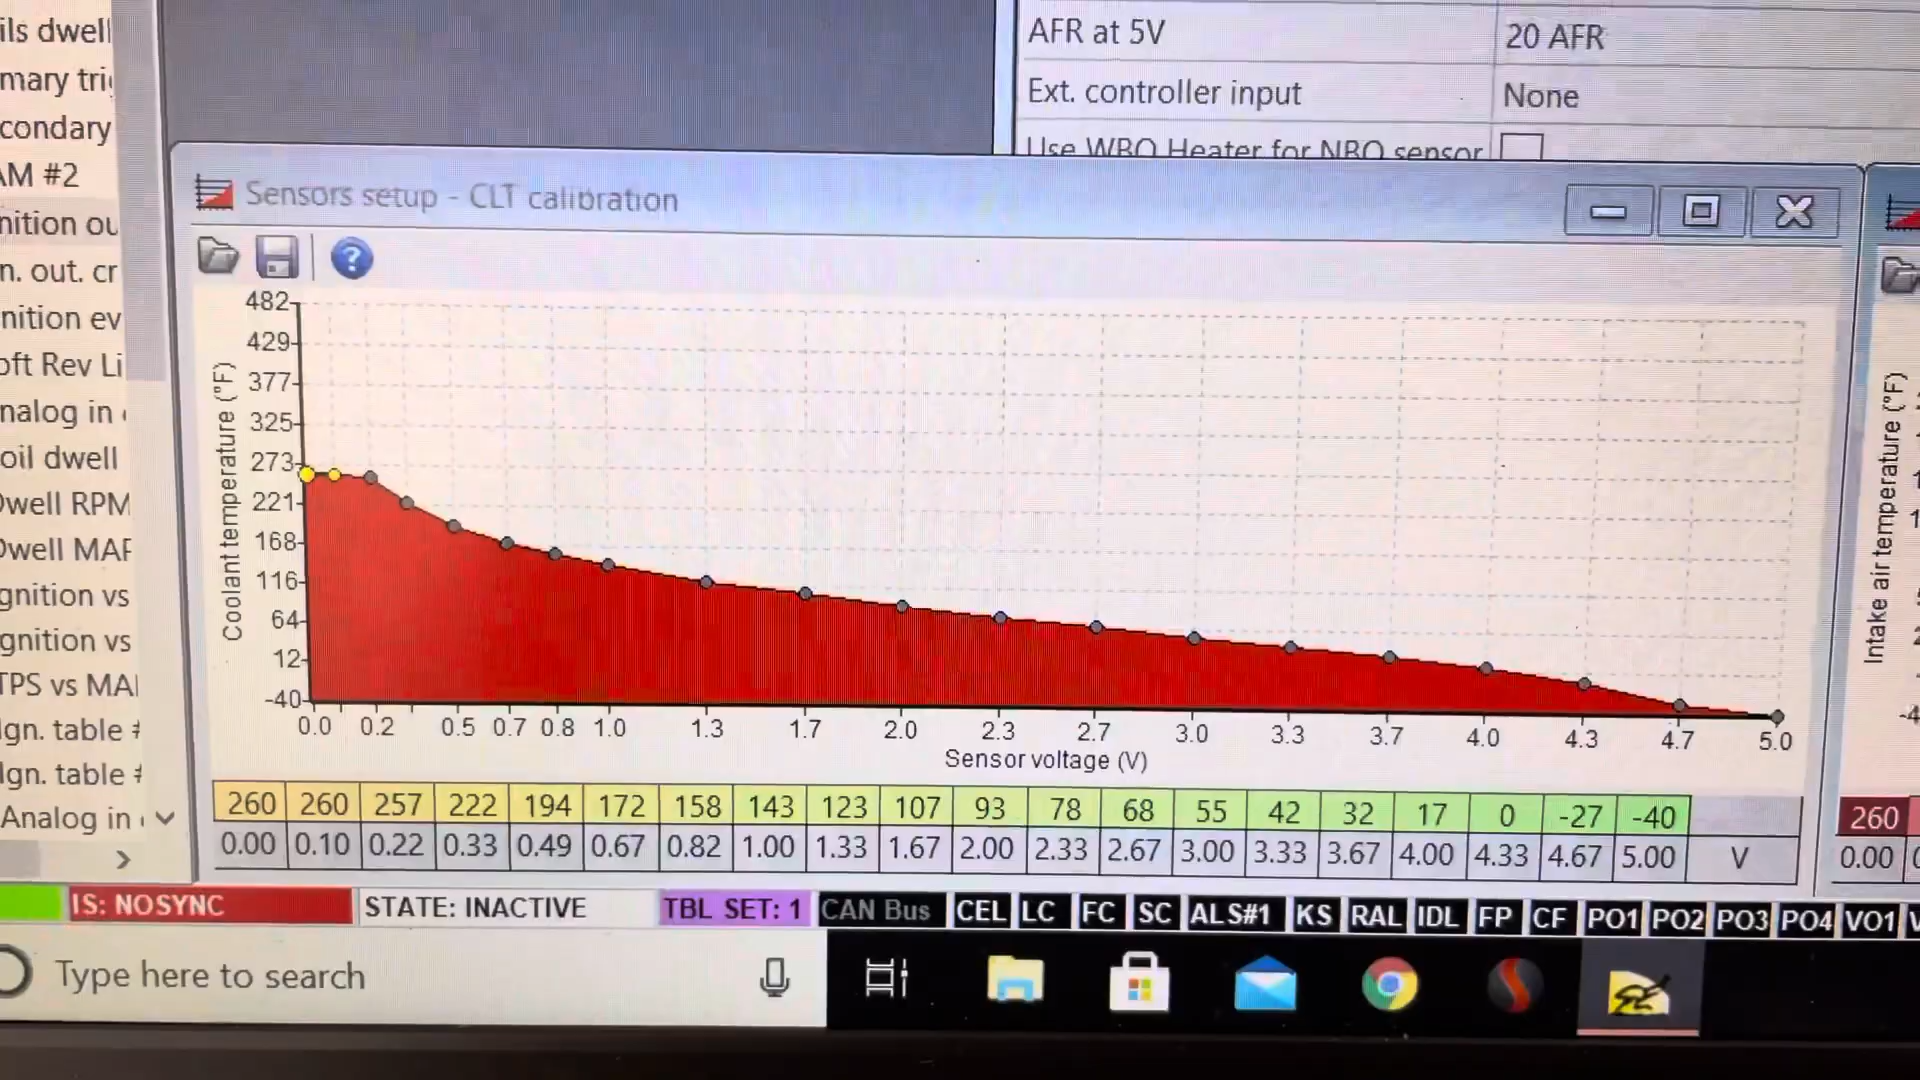 AFR at 5V 20 AFR
Ext. controller input None
Use WBO Heater for NBO sensor
ils dwell
mary tri
condary
AM #2
nition ou
n. out. cr
nition ev
oft Rev Li
nalog in
oil dwell
Dwell RPM
Dwell MAP
gnition vs
gnition vs
TPS vs MAI
Ign. table #
Ign. table #
Analog in
Sensors setup - CLT calibration
Coolant temperature (°F)
482
429
377
325
273
221
168
116
64
12
-40
0.0 0.2 0.5 0.7 0.8 1.0 1.3 1.7 2.0 2.3 2.7 3.0 3.3 3.7 4.0 4.3 4.7 5.0
Sensor voltage (V)
260 260 257 222 194 172 158 143 123 107 93 78 68 55 42 32 17 0 -27 -40
0.00 0.10 0.22 0.33 0.49 0.67 0.82 1.00 1.33 1.67 2.00 2.33 2.67 3.00 3.33 3.67 4.00 4.33 4.67 5.00 V
Intake air temperature (°F)
260
0.00
IS: NOSYNC STATE: INACTIVE TBL SET: 1 CAN Bus CEL LC FC SC ALS#1 KS RAL IDL FP CF PO1 PO2 PO3 PO4 VO1
Type here to search